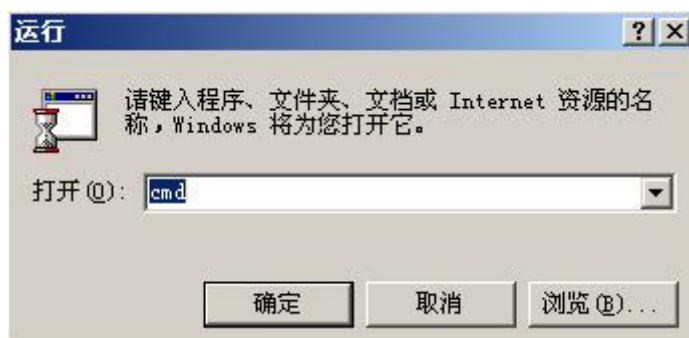 运行
请键入程序、文件夹、文档或 Internet 资源的名
称，Windows 将为您打开它。
打开(O): cmd
确定 取消 浏览(B)...